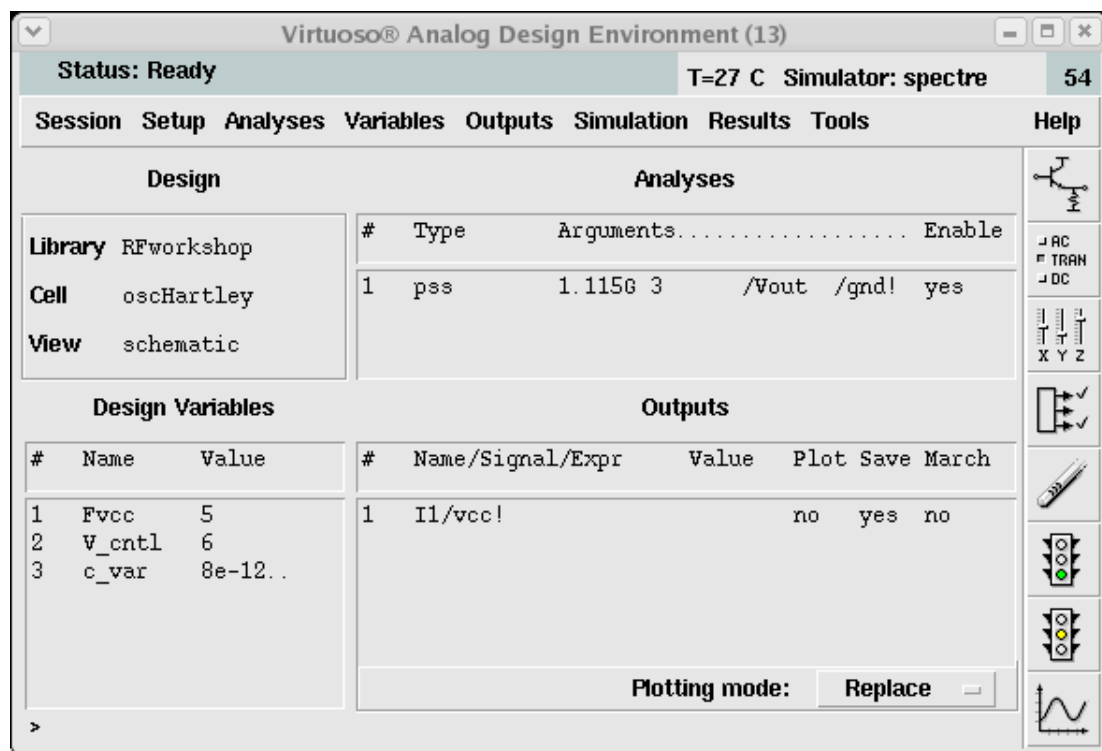 Virtuoso® Analog Design Environment (13)
Status: Ready T=27 C Simulator: spectre 54
Session Setup Analyses Variables Outputs Simulation Results Tools Help
Design
Library RFworkshop
Cell oscHartley
View schematic
Analyses
# Type Arguments................... Enable
1 pss 1.115G 3 /Vout /gnd! yes
Design Variables
# Name Value
1 Fvcc 5
2 V_cntl 6
3 c_var 8e-12..
Outputs
# Name/Signal/Expr Value Plot Save March
1 I1/vcc! no yes no
Plotting mode: Replace
>
AC
TRAN
DC
X Y Z